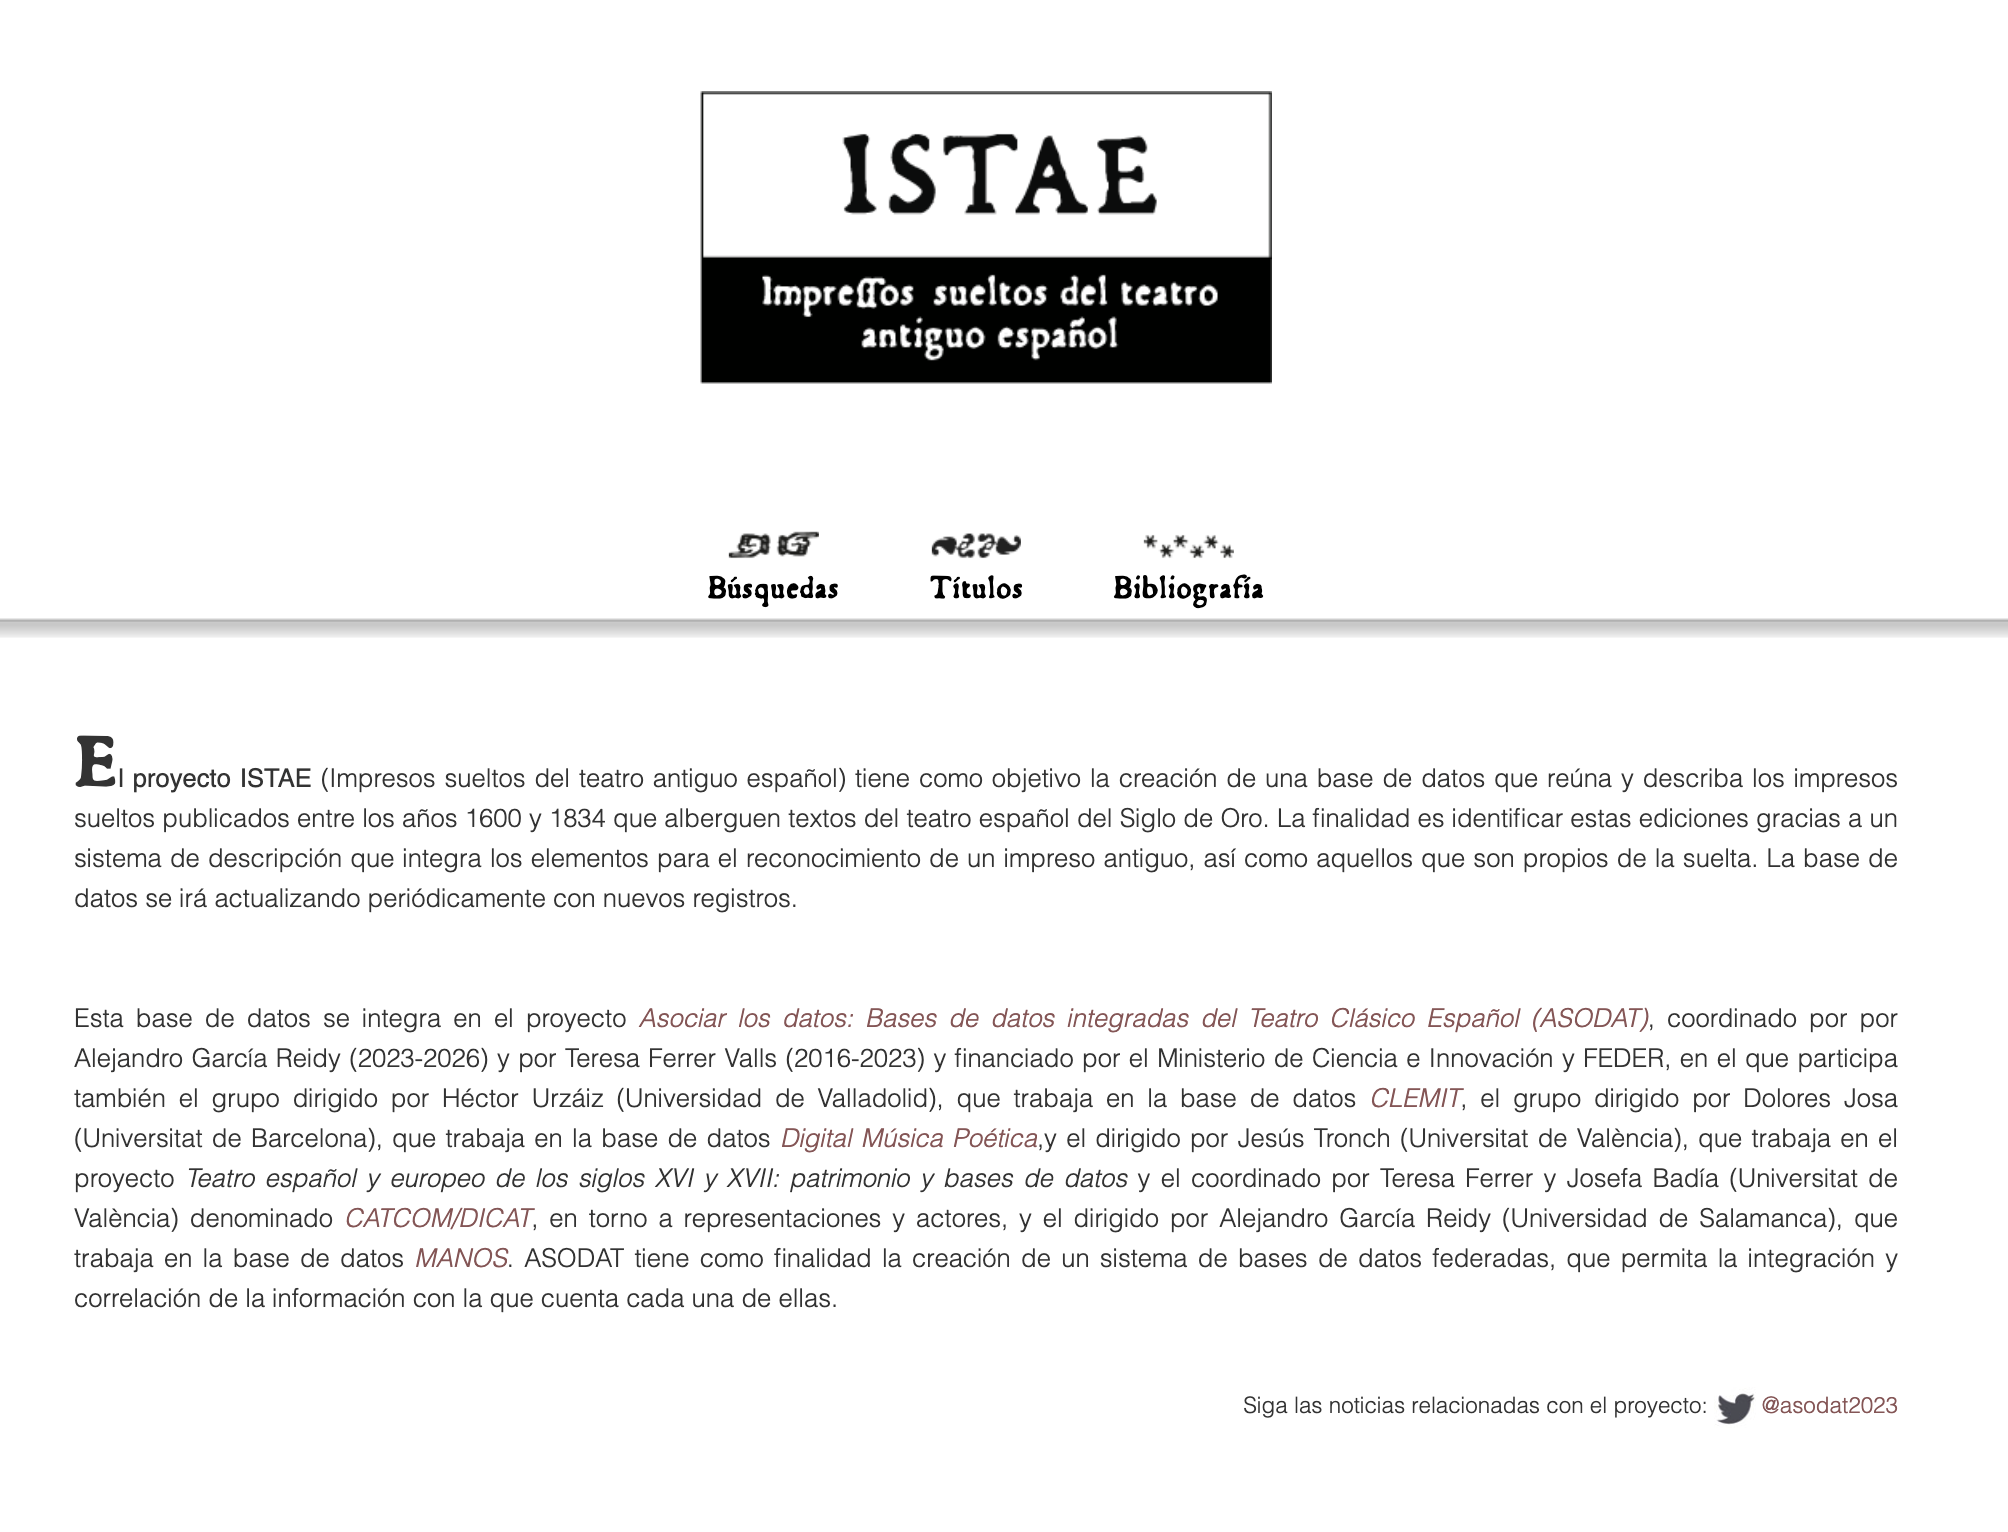 ISTAE
Impreſſos sueltos del teatro
antiguo español
Búsquedas Títulos Bibliografía
El proyecto ISTAE (Impresos sueltos del teatro antiguo español) tiene como objetivo la creación de una base de datos que reúna y describa los impresos
sueltos publicados entre los años 1600 y 1834 que alberguen textos del teatro español del Siglo de Oro. La finalidad es identificar estas ediciones gracias a un
sistema de descripción que integra los elementos para el reconocimiento de un impreso antiguo, así como aquellos que son propios de la suelta. La base de
datos se irá actualizando periódicamente con nuevos registros.
Esta base de datos se integra en el proyecto Asociar los datos: Bases de datos integradas del Teatro Clásico Español (ASODAT), coordinado por por
Alejandro García Reidy (2023-2026) y por Teresa Ferrer Valls (2016-2023) y financiado por el Ministerio de Ciencia e Innovación y FEDER, en el que participa
también el grupo dirigido por Héctor Urzáiz (Universidad de Valladolid), que trabaja en la base de datos CLEMIT, el grupo dirigido por Dolores Josa
(Universitat de Barcelona), que trabaja en la base de datos Digital Música Poética,y el dirigido por Jesús Tronch (Universitat de València), que trabaja en el
proyecto Teatro español y europeo de los siglos XVI y XVII: patrimonio y bases de datos y el coordinado por Teresa Ferrer y Josefa Badía (Universitat de
València) denominado CATCOM/DICAT, en torno a representaciones y actores, y el dirigido por Alejandro García Reidy (Universidad de Salamanca), que
trabaja en la base de datos MANOS. ASODAT tiene como finalidad la creación de un sistema de bases de datos federadas, que permita la integración y
correlación de la información con la que cuenta cada una de ellas.
Siga las noticias relacionadas con el proyecto: @asodat2023